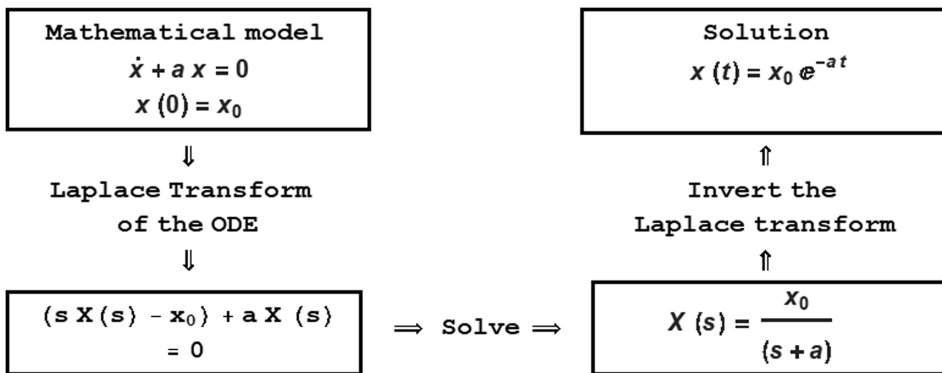 Mathematical model
ẋ + a x = 0
x (0) = x₀
⇓
Laplace Transform
of the ODE
⇓
(s X(s) - x₀) + a X (s)
= 0
⇒ Solve ⇒
X (s) = x₀ / (s + a)
⇑
Invert the
Laplace transform
⇑
Solution
x (t) = x₀ e^(-a t)